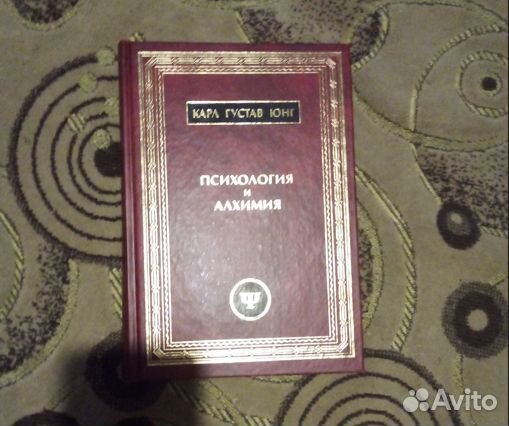 КАРЛ ГУСТАВ ЮНГ
ПСИХОЛОГИЯ
и
АЛХИМИЯ
Ψ
Avito